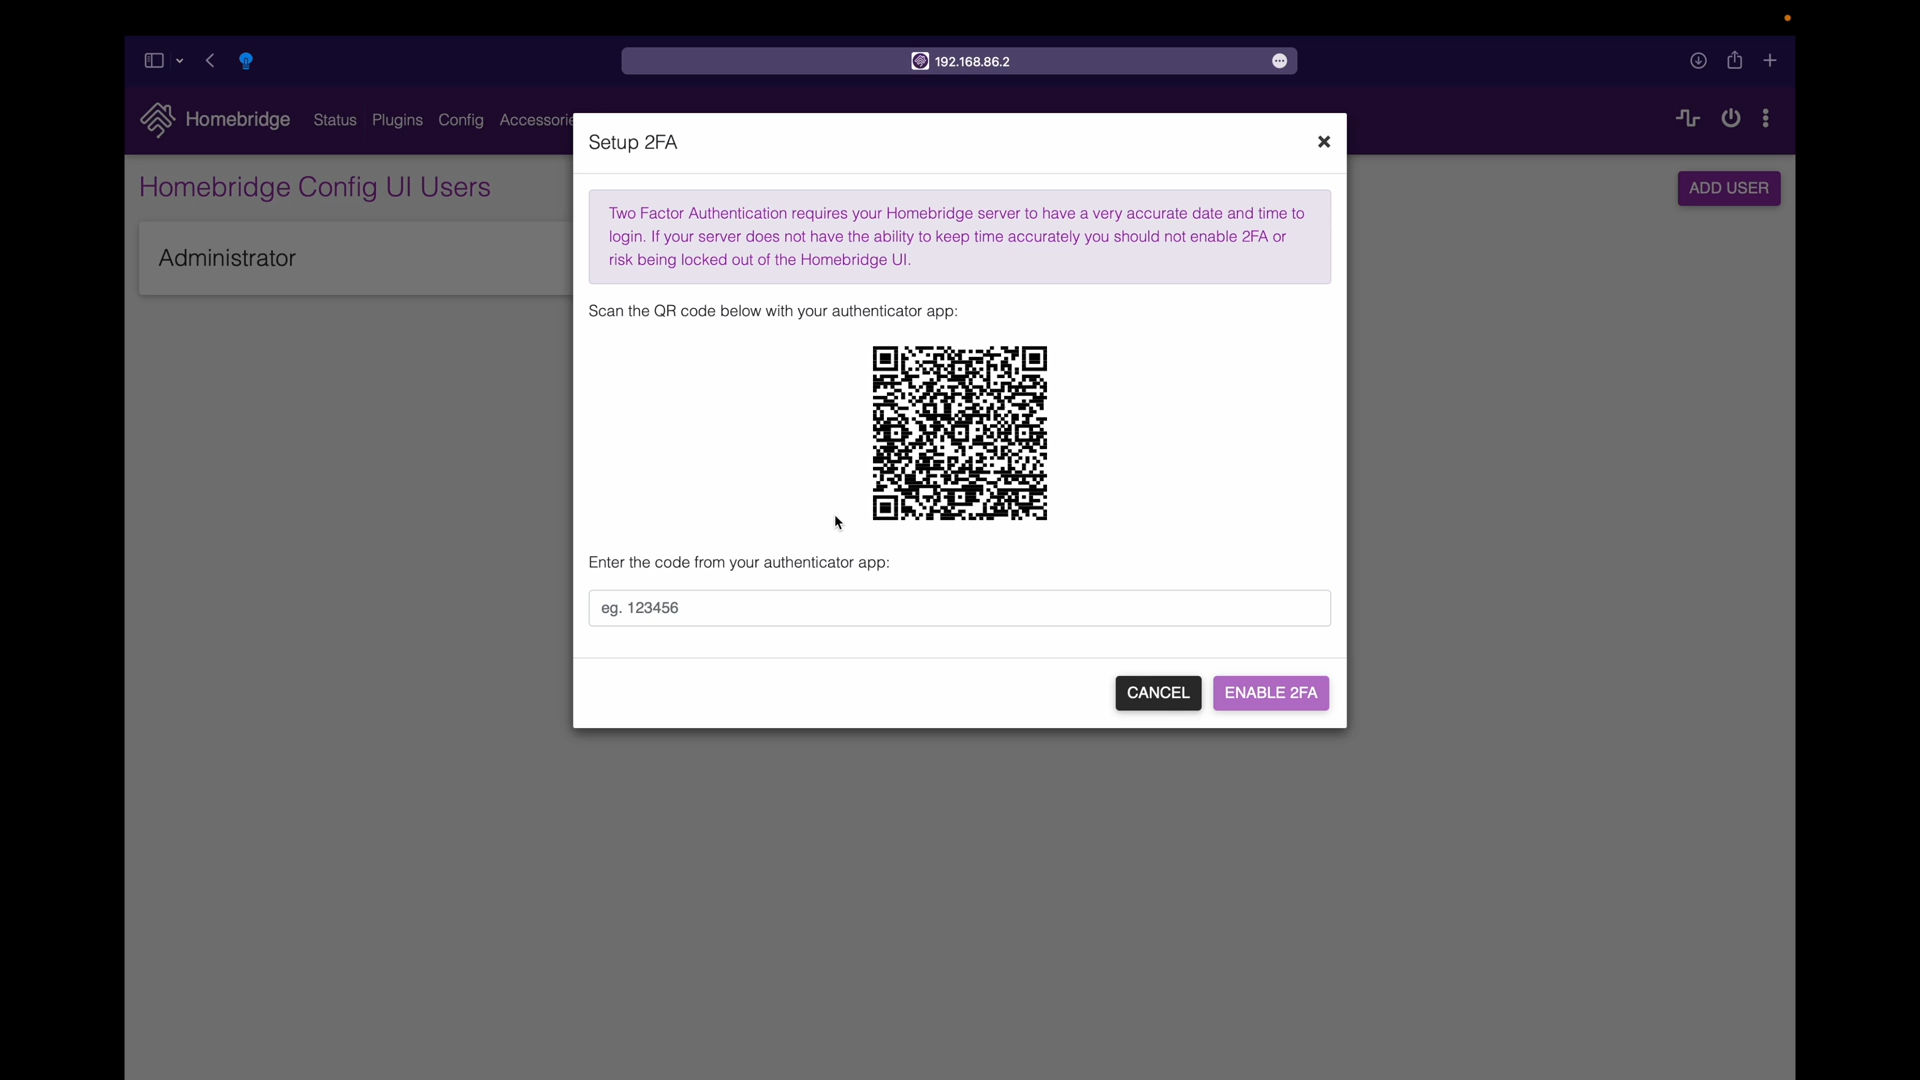 192.168.86.2
Homebridge Status Plugins Config Accessorie
Setup 2FA
Homebridge Config UI Users
ADD USER
Administrator
Two Factor Authentication requires your Homebridge server to have a very accurate date and time to
login. If your server does not have the ability to keep time accurately you should not enable 2FA or
risk being locked out of the Homebridge UI.
Scan the QR code below with your authenticator app:
Enter the code from your authenticator app:
eg. 123456
CANCEL ENABLE 2FA